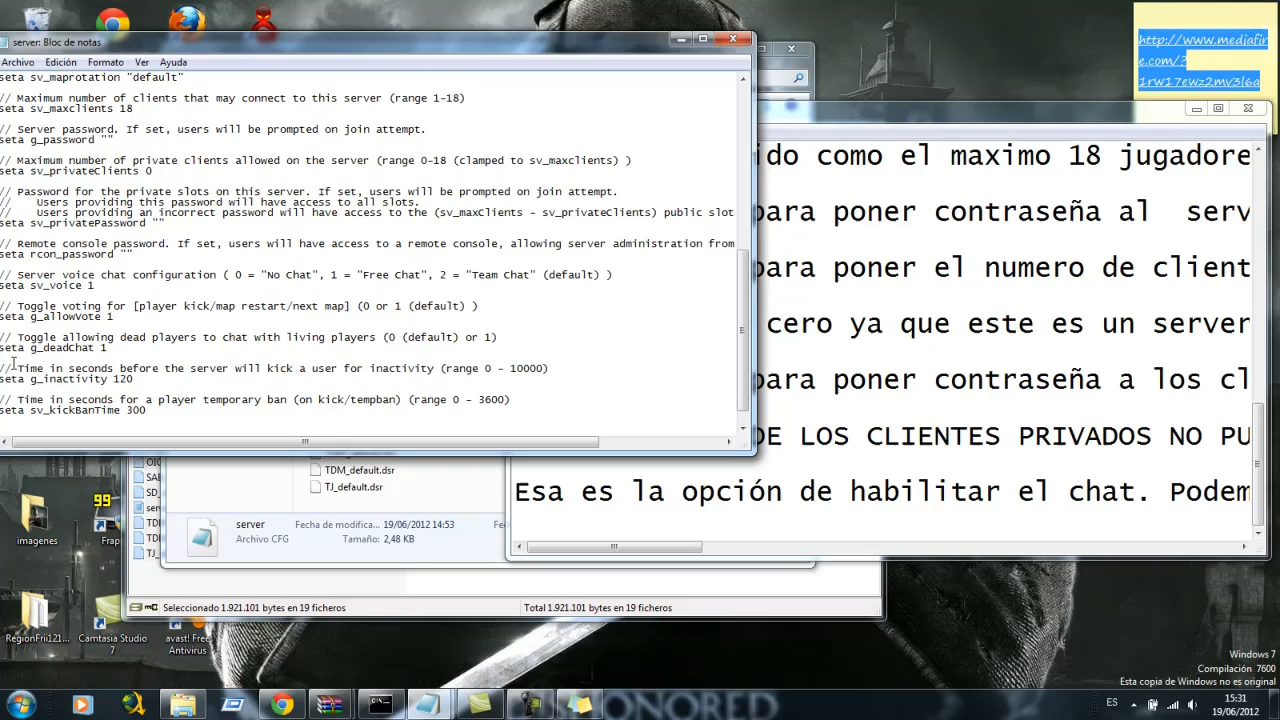 server: Bloc de notas
Archivo Edición Formato Ver Ayuda
seta sv_maprotation "default"
// Maximum number of clients that may connect to this server (range 1-18)
seta sv_maxclients 18
// Server password. If set, users will be prompted on join attempt.
seta g_password ""
// Maximum number of private clients allowed on the server (range 0-18 (clamped to sv_maxclients) )
seta sv_privateClients 0
// Password for the private slots on this server. If set, users will be prompted on join attempt.
// Users providing this password will have access to all slots.
// Users providing an incorrect password will have access to the (sv_maxClients - sv_privateClients) public slot
seta sv_privatePassword ""
// Remote console password. If set, users will have access to a remote console, allowing server administration from
seta rcon_password ""
// Server voice chat configuration ( 0 = "No Chat", 1 = "Free Chat", 2 = "Team Chat" (default) )
seta sv_voice 1
// Toggle voting for [player kick/map restart/next map] (0 or 1 (default) )
seta g_allowVote 1
// Toggle allowing dead players to chat with living players (0 (default) or 1)
seta g_deadChat 1
// Time in seconds before the server will kick a user for inactivity (range 0 - 10000)
seta g_inactivity 120
// Time in seconds for a player temporary ban (on kick/tempban) (range 0 - 3600)
seta sv_kickBanTime 300
http://www.mediafir
e.com/?
1rw17ewz2mv3l6a
ido como el maximo 18 jugadore
para poner contraseña al serv
para poner el numero de client
cero ya que este es un server
para poner contraseña a los cl
DE LOS CLIENTES PRIVADOS NO PU
Esa es la opción de habilitar el chat. Podem
OIC
SAB
SD_
serv
TDM
TDM
TJ_
TDM_default.dsr
TJ_default.dsr
server Fecha de modifica... 19/06/2012 14:53 Fec
Archivo CFG Tamaño: 2,48 KB
Seleccionado 1.921.101 bytes en 19 ficheros
Total 1.921.101 bytes en 19 ficheros
99
imagenes
Frap
RegionFrii121...
Camtasia Studio
7
avast! Free
Antivirus
Windows 7
Compilación 7600
Esta copia de Windows no es original
ES
15:31
19/06/2012